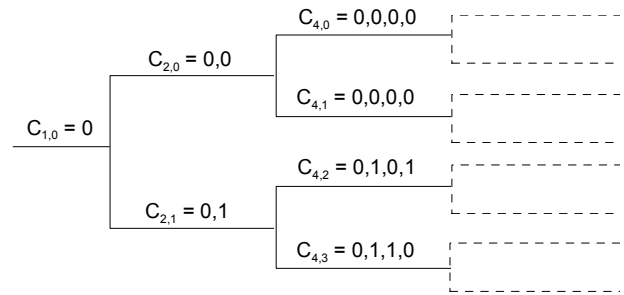 C4,0 = 0,0,0,0
C2,0 = 0,0
C4,1 = 0,0,0,0
C1,0 = 0
C4,2 = 0,1,0,1
C2,1 = 0,1
C4,3 = 0,1,1,0